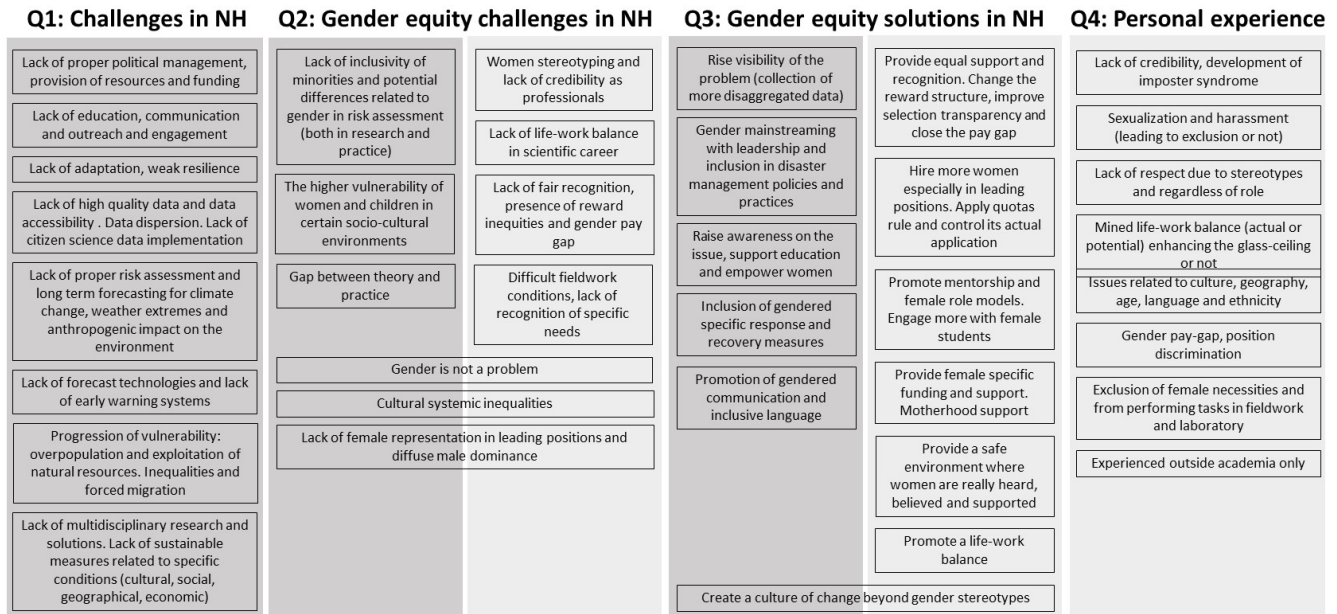 Q1: Challenges in NH
Lack of proper political management,
provision of resources and funding
Lack of education, communication
and outreach and engagement
Lack of adaptation, weak resilience
Lack of high quality data and data
accessibility . Data dispersion. Lack of
citizen science data implementation
Lack of proper risk assessment and
long term forecasting for climate
change, weather extremes and
anthropogenic impact on the
environment
Lack of forecast technologies and lack
of early warning systems
Progression of vulnerability:
overpopulation and exploitation of
natural resources. Inequalities and
forced migration
Lack of multidisciplinary research and
solutions. Lack of sustainable
measures related to specific
conditions (cultural, social,
geographical, economic)
Q2: Gender equity challenges in NH
Lack of inclusivity of
minorities and potential
differences related to
gender in risk assessment
(both in research and
practice)
The higher vulnerability of
women and children in
certain socio-cultural
environments
Gap between theory and
practice
Women stereotyping and
lack of credibility as
professionals
Lack of life-work balance
in scientific career
Lack of fair recognition,
presence of reward
inequities and gender pay
gap
Difficult fieldwork
conditions, lack of
recognition of specific
needs
Gender is not a problem
Cultural systemic inequalities
Lack of female representation in leading positions and
diffuse male dominance
Q3: Gender equity solutions in NH
Rise visibility of the
problem (collection of
more disaggregated data)
Gender mainstreaming
with leadership and
inclusion in disaster
management policies and
practices
Raise awareness on the
issue, support education
and empower women
Inclusion of gendered
specific response and
recovery measures
Promotion of gendered
communication and
inclusive language
Provide equal support and
recognition. Change the
reward structure, improve
selection transparency and
close the pay gap
Hire more women
especially in leading
positions. Apply quotas
rule and control its actual
application
Promote mentorship and
female role models.
Engage more with female
students
Provide female specific
funding and support.
Motherhood support
Provide a safe
environment where
women are really heard,
believed and supported
Promote a life-work
balance
Create a culture of change beyond gender stereotypes
Q4: Personal experience
Lack of credibility, development of
imposter syndrome
Sexualization and harassment
(leading to exclusion or not)
Lack of respect due to stereotypes
and regardless of role
Mined life-work balance (actual or
potential) enhancing the glass-ceiling
or not
Issues related to culture, geography,
age, language and ethnicity
Gender pay-gap, position
discrimination
Exclusion of female necessities and
from performing tasks in fieldwork
and laboratory
Experienced outside academia only